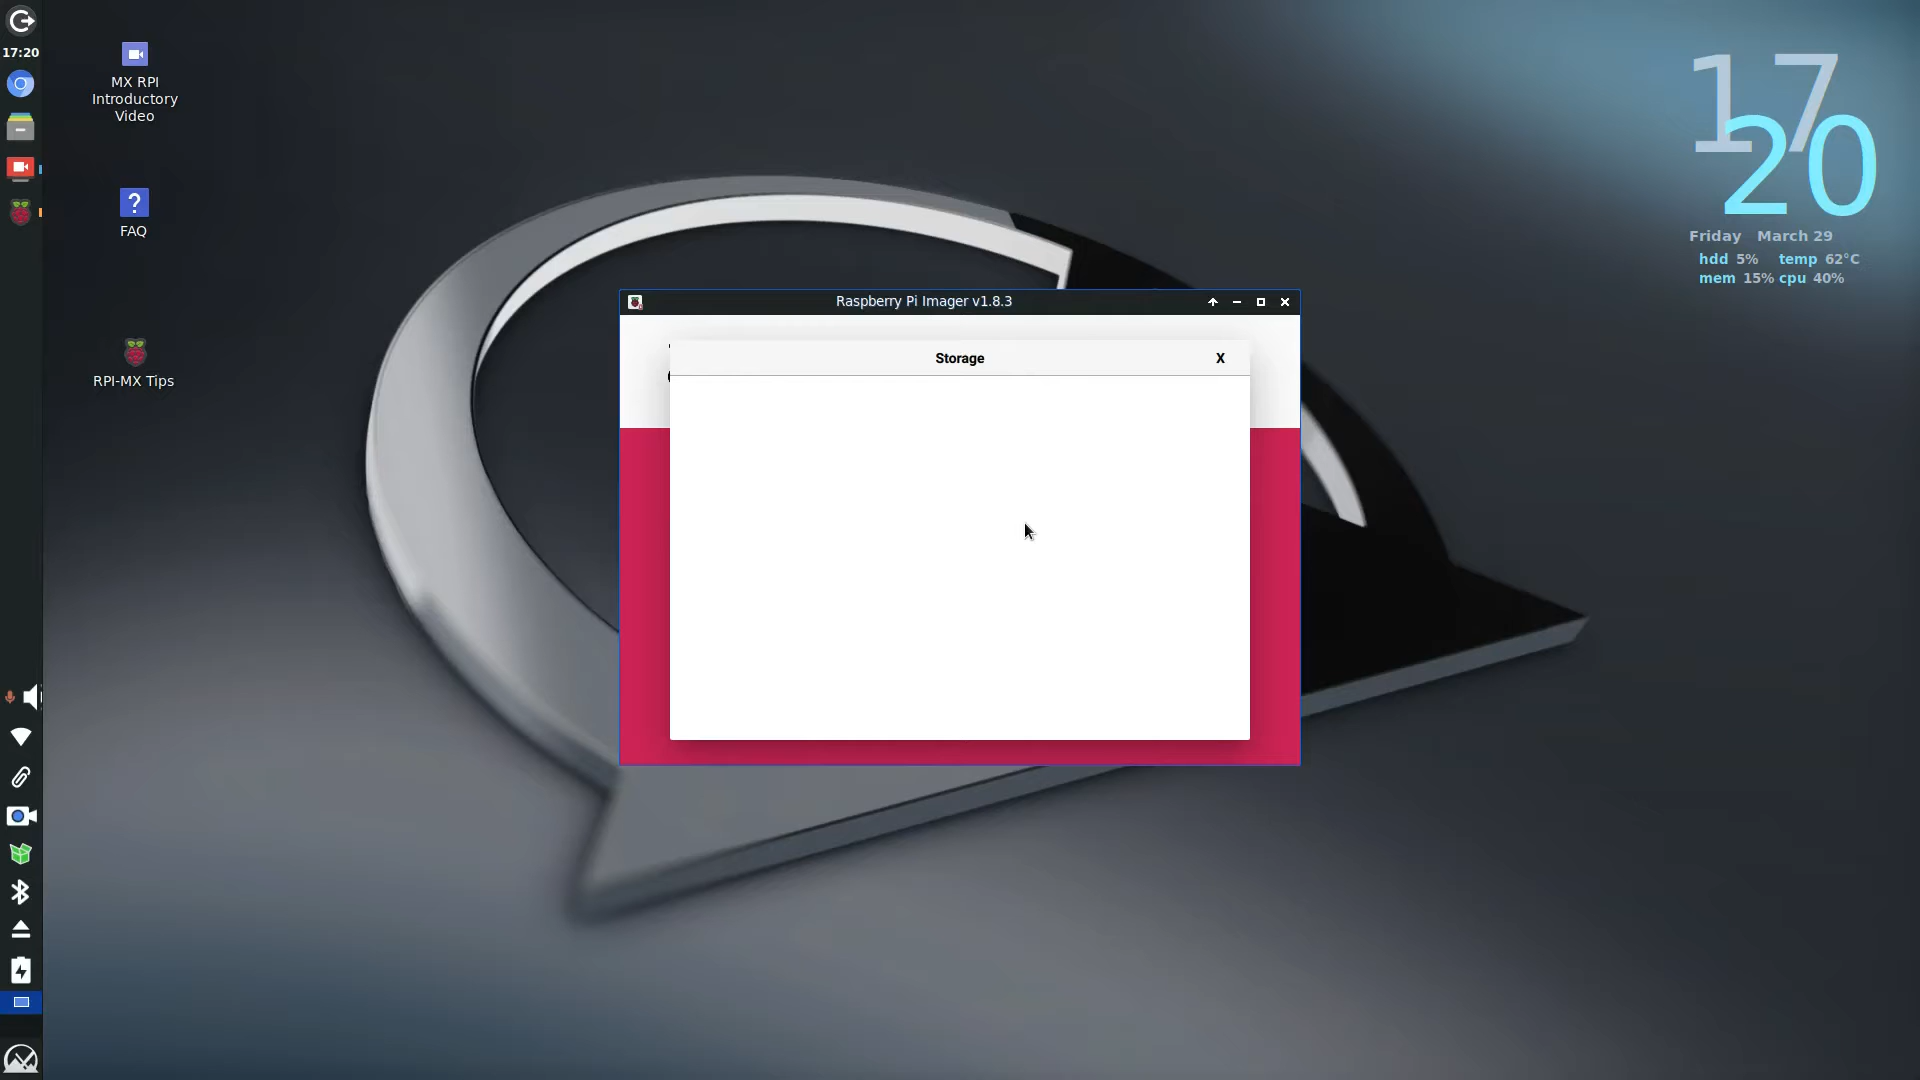 17:20
MX RPI
Introductory
Video
?
FAQ
RPI-MX Tips
17
20
Friday March 29
hdd 5% temp 62°C
mem 15% cpu 40%
Raspberry Pi Imager v1.8.3
Storage X